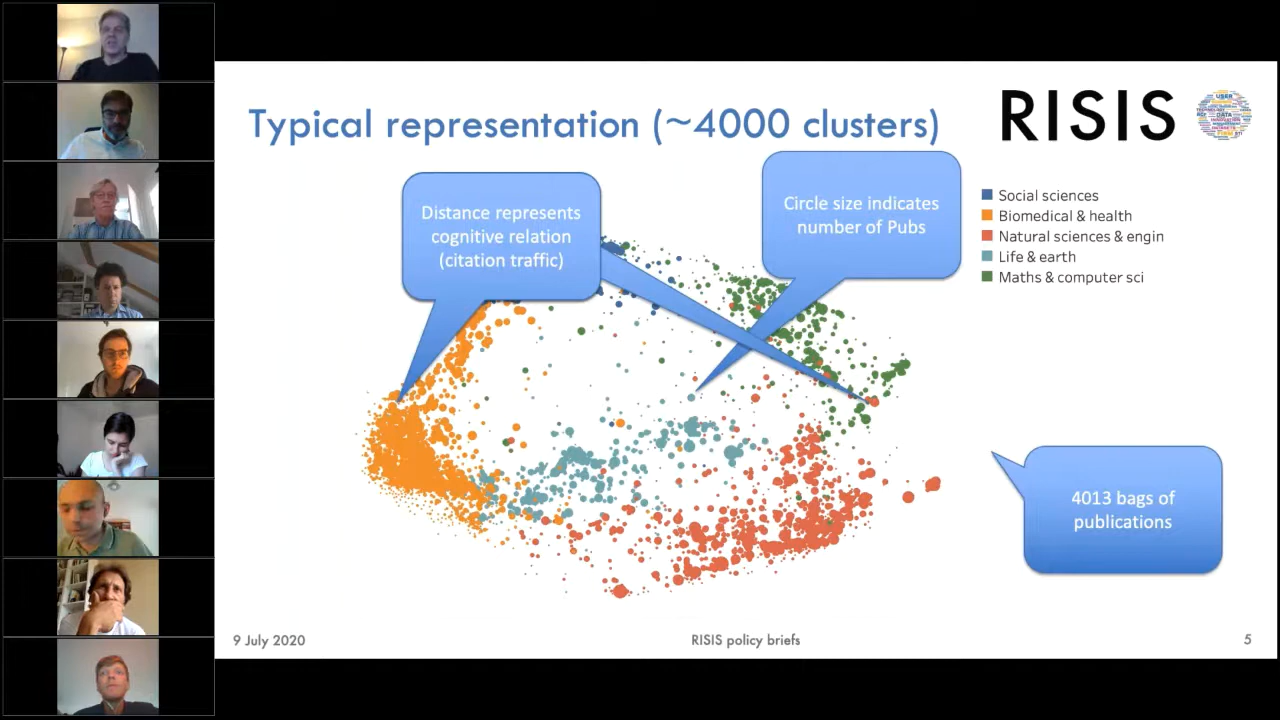 Typical representation (~4000 clusters)
RISIS
USER
DATA
Distance represents
cognitive relation
(citation traffic)
Circle size indicates
number of Pubs
Social sciences
Biomedical & health
Natural sciences & engin
Life & earth
Maths & computer sci
4013 bags of
publications
9 July 2020
RISIS policy briefs
5